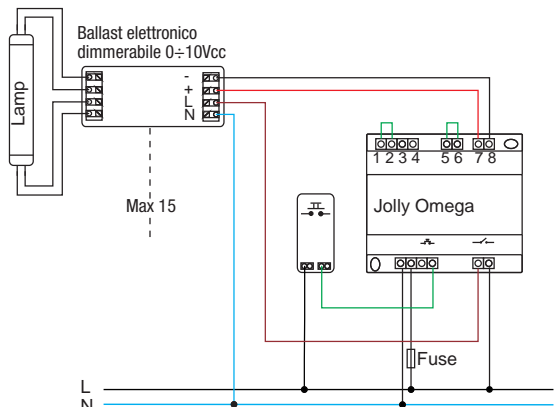 Ballast elettronico
dimmerabile 0÷10Vcc
Lamp
-
+
L
N
Max 15
1 2 3 4 5 6 7 8
Jolly Omega
Fuse
L
N